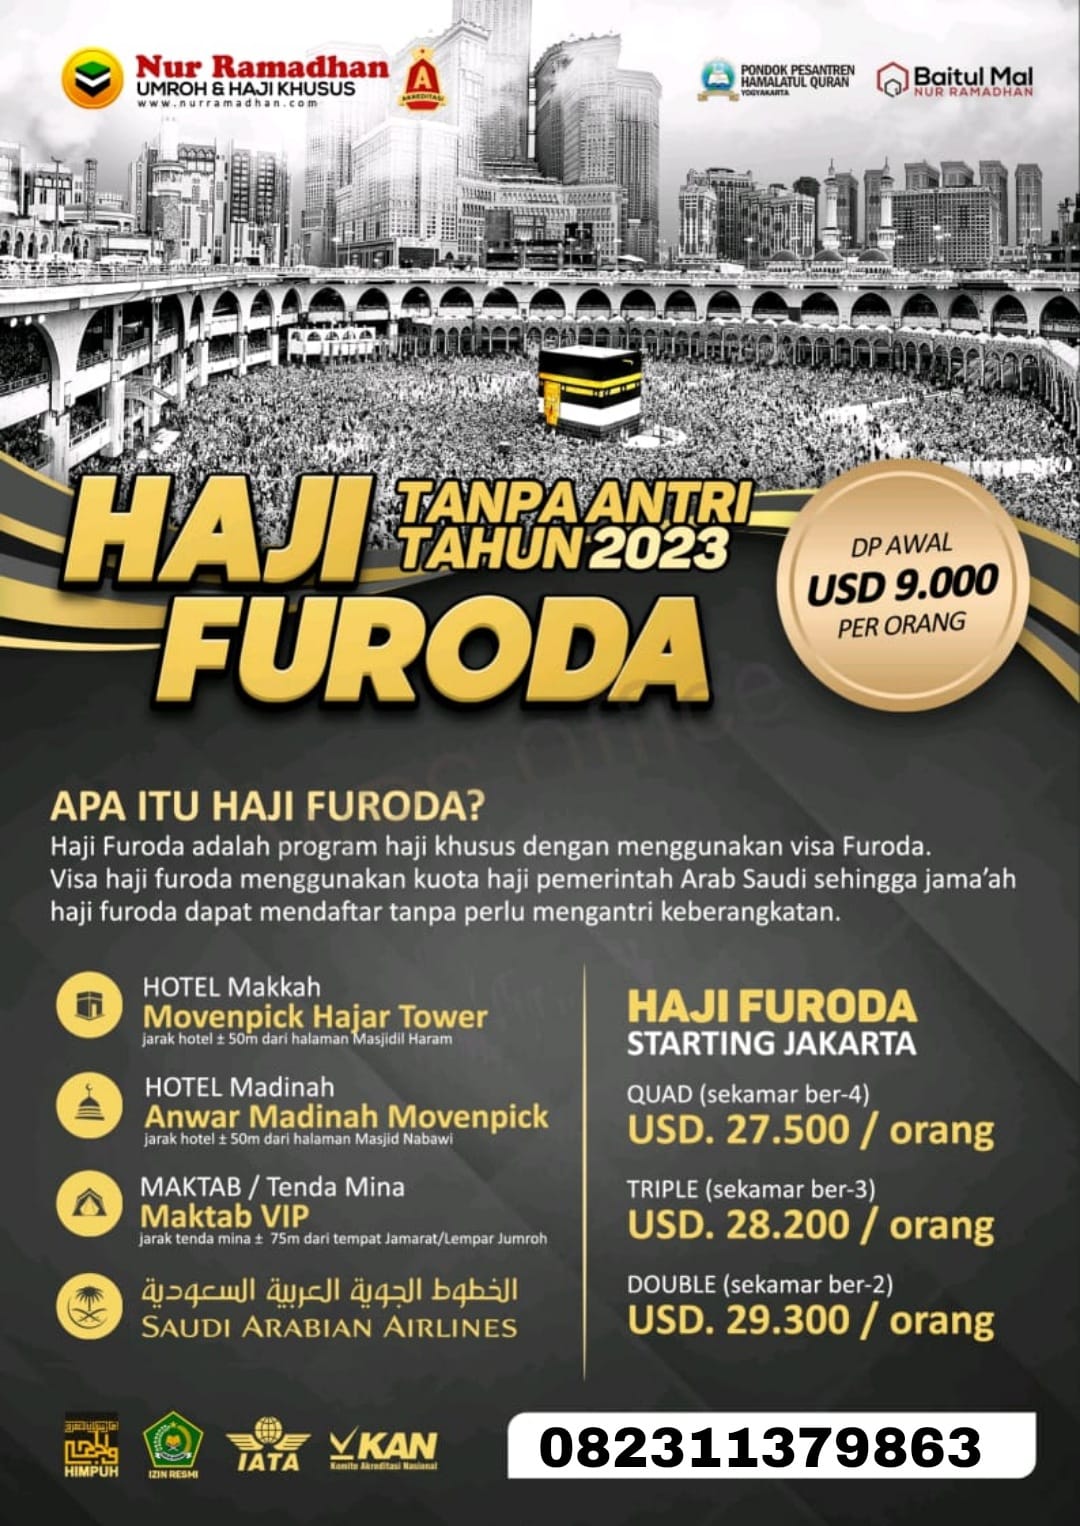 Nur Ramadhan
UMROH & HAJI KHUSUS
www.nurramadhan.com
A
AKREDITASI
PONDOK PESANTREN
HAMALATUL QURAN
YOGYAKARTA
Baitul Mal
NUR RAMADHAN
HAJI TANPA ANTRI
TAHUN 2023
FURODA
DP AWAL
USD 9.000
PER ORANG
APA ITU HAJI FURODA?
Haji Furoda adalah program haji khusus dengan menggunakan visa Furoda.
Visa haji furoda menggunakan kuota haji pemerintah Arab Saudi sehingga jama'ah
haji furoda dapat mendaftar tanpa perlu mengantri keberangkatan.
HOTEL Makkah
Movenpick Hajar Tower
jarak hotel ± 50m dari halaman Masjidil Haram
HOTEL Madinah
Anwar Madinah Movenpick
jarak hotel ± 50m dari halaman Masjid Nabawi
MAKTAB / Tenda Mina
Maktab VIP
jarak tenda mina ± 75m dari tempat Jamarat/Lempar Jumroh
الخطوط الجوية العربية السعودية
SAUDI ARABIAN AIRLINES
HAJI FURODA
STARTING JAKARTA
QUAD (sekamar ber-4)
USD. 27.500 / orang
TRIPLE (sekamar ber-3)
USD. 28.200 / orang
DOUBLE (sekamar ber-2)
USD. 29.300 / orang
HIMPUH
IZIN RESMI
IATA
KAN
Komite Akreditasi Nasional
082311379863